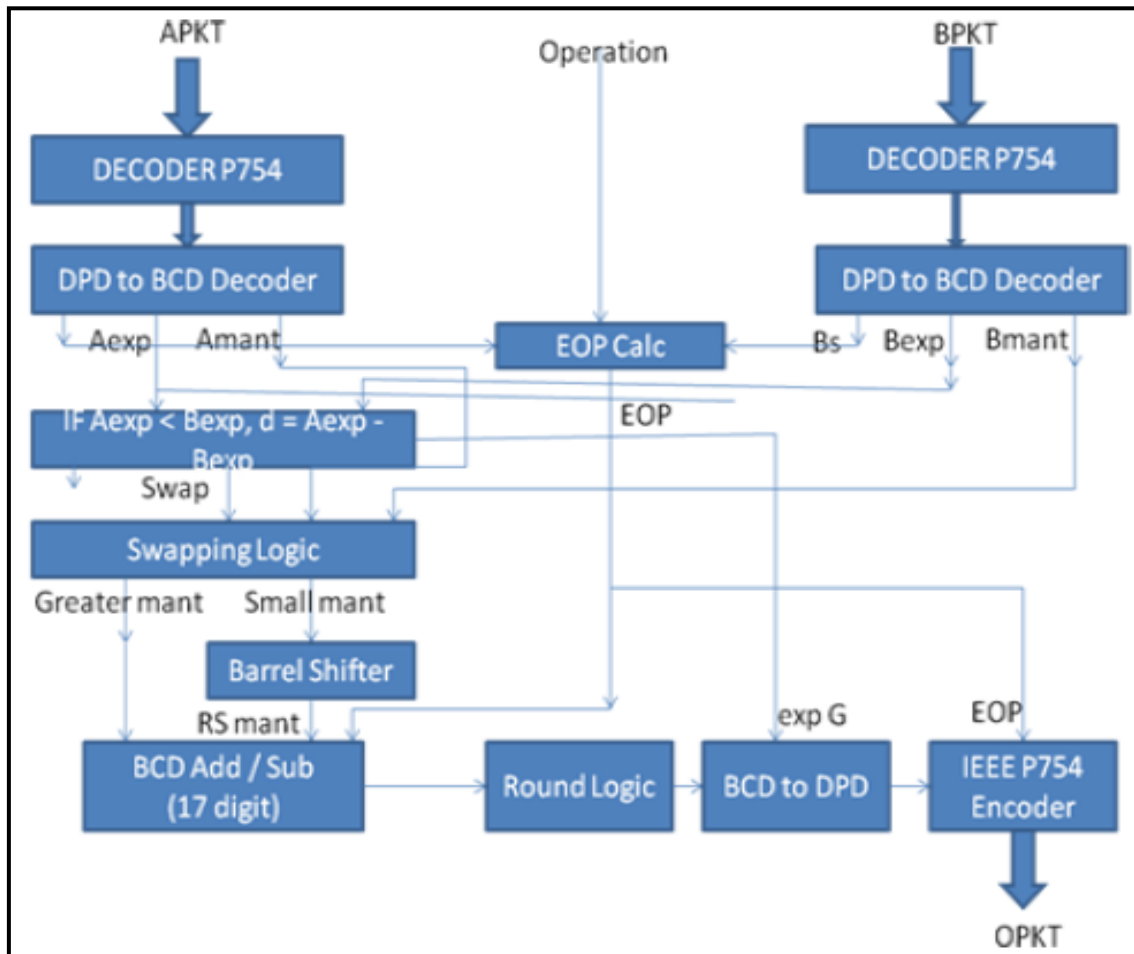 APKT
Operation
BPKT
DECODER P754
DECODER P754
DPD to BCD Decoder
DPD to BCD Decoder
Aexp
Amant
EOP Calc
Bs
Bexp
Bmant
IF Aexp < Bexp, d = Aexp -
Bexp
EOP
Swap
Swapping Logic
Greater mant
Small mant
Barrel Shifter
RS mant
exp G
EOP
BCD Add / Sub
(17 digit)
Round Logic
BCD to DPD
IEEE P754
Encoder
OPKT